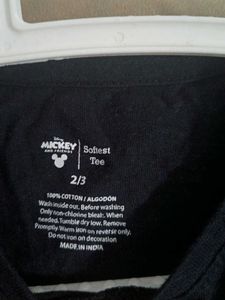 Disney
MICKEY
AND FRIENDS
Softest
Tee
2/3
100% COTTON / ALGODÓN
Wash inside out. Before washing
Only non-chlorine bleah. When
needed. Tumble dry low. Remove
Promptly. Warm iron on reverse only.
Do not von on decoration
MADE IN INDIA